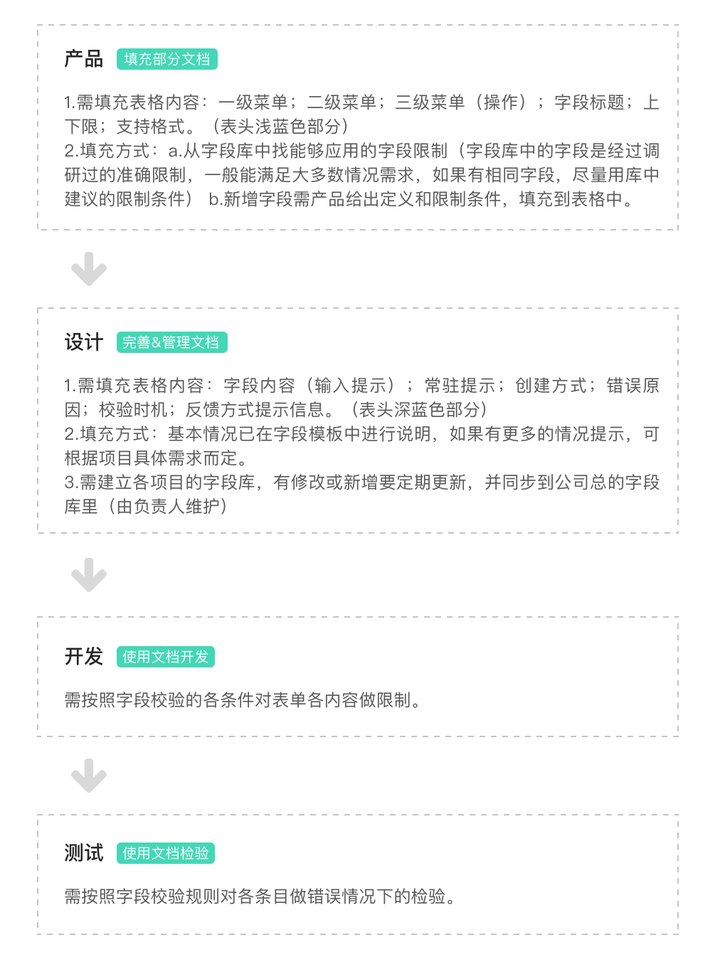 产品 填充部分文档
1.需填充表格内容：一级菜单；二级菜单；三级菜单（操作）；字段标题；上
下限；支持格式。（表头浅蓝色部分）
2.填充方式：a.从字段库中找能够应用的字段限制（字段库中的字段是经过调
研过的准确限制，一般能满足大多数情况需求，如果有相同字段，尽量用库中
建议的限制条件） b.新增字段需产品给出定义和限制条件，填充到表格中。
设计 完善&管理文档
1.需填充表格内容：字段内容（输入提示）；常驻提示；创建方式；错误原
因；校验时机；反馈方式提示信息。（表头深蓝色部分）
2.填充方式：基本情况已在字段模板中进行说明，如果有更多的情况提示，可
根据项目具体需求而定。
3.需建立各项目的字段库，有修改或新增要定期更新，并同步到公司总的字段
库里（由负责人维护）
开发 使用文档开发
需按照字段校验的各条件对表单各内容做限制。
测试 使用文档检验
需按照字段校验规则对各条目做错误情况下的检验。